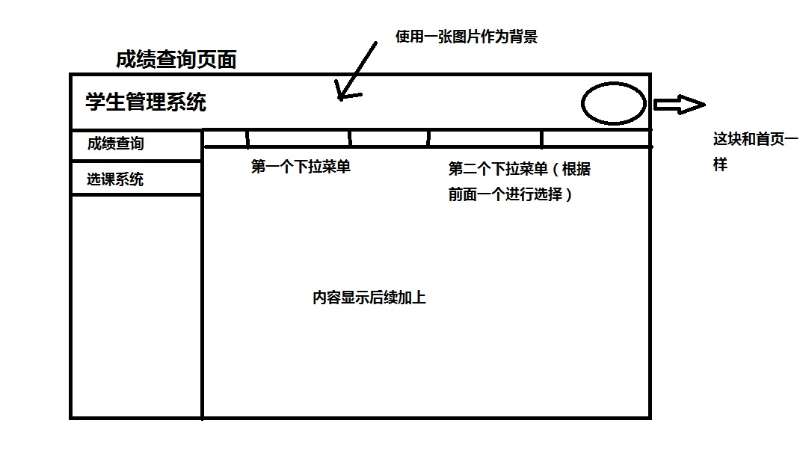 使用一张图片作为背景
成绩查询页面
学生管理系统
成绩查询
这块和首页一
样
第一个下拉菜单
第二个下拉菜单（根据
前面一个进行选择）
选课系统
内容显示后续加上